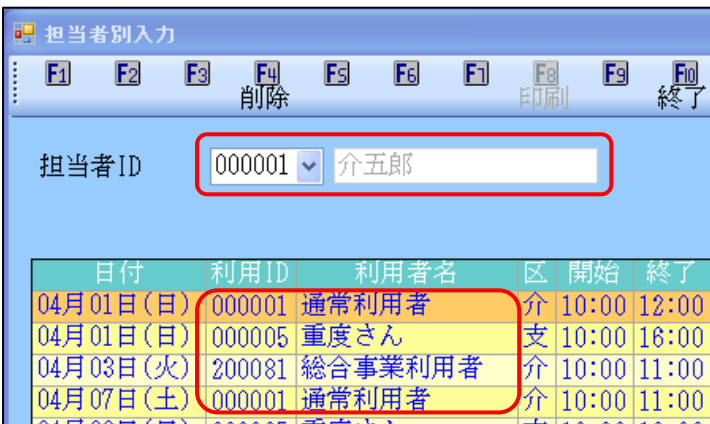 担当者別入力
F1 F2 F3 F4 F5 F6 F7 F8 F9 F10
削除 印刷 終了
担当者ID 000001 介五郎
日付 利用ID 利用者名 区 開始 終了
04月01日(日) 000001 通常利用者 介 10:00 12:00
04月01日(日) 000005 重度さん 支 10:00 16:00
04月03日(火) 200081 総合事業利用者 介 10:00 11:00
04月07日(土) 000001 通常利用者 介 10:00 11:00